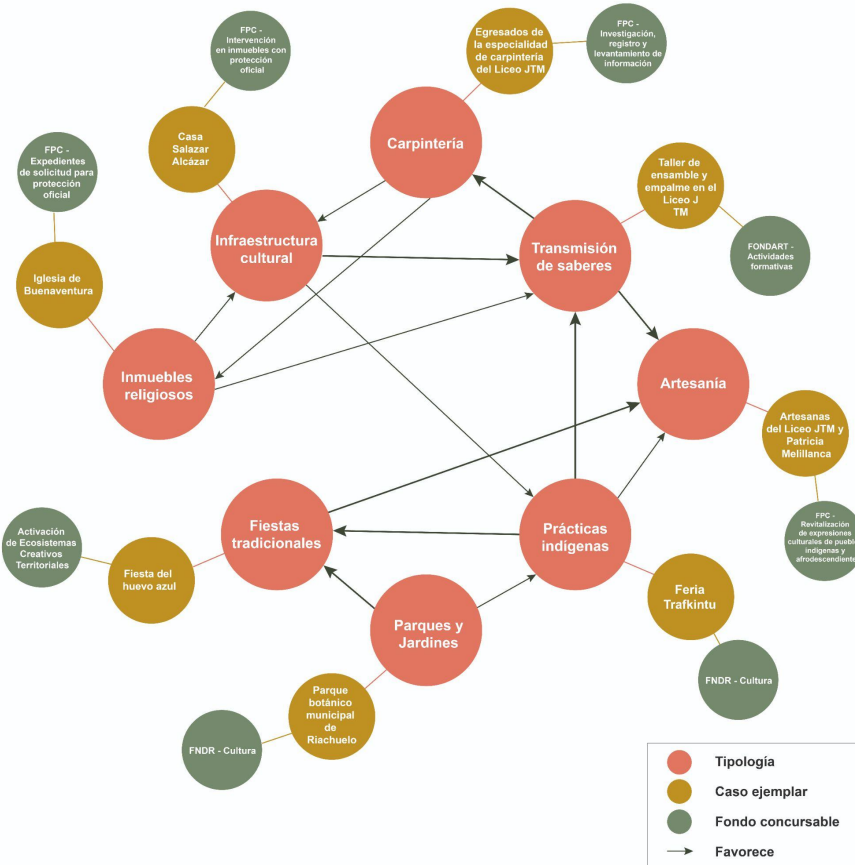 FPC -
Intervención
en inmuebles con
protección
oficial
Egresados de
la especialidad
de carpintería
del Liceo JTM
FPC -
Investigación,
registro y
levantamiento de
información
Casa
Salazar
Alcázar
Carpintería
FPC -
Expedientes
de solicitud para
protección
oficial
Taller de
ensamble y
empalme en el
Liceo J
TM
Infraestructura
cultural
Transmisión
de saberes
FONDART -
Actividades
formativas
Iglesia de
Buenaventura
Inmuebles
religiosos
Artesanía
Artesanas
del Liceo JTM y
Patricia
Melillanca
Fiestas
tradicionales
Prácticas
indígenas
FPC -
Revitalización
de expresiones
culturales de pueblo
indígenas y
afrodescendiente
Activación
de Ecosistemas
Creativos
Territoriales
Fiesta del
huevo azul
Feria
Trafkintu
Parques y
Jardines
FNDR - Cultura
Parque
botánico
municipal
de
Riachuelo
FNDR - Cultura
Tipología
Caso ejemplar
Fondo concursable
Favorece